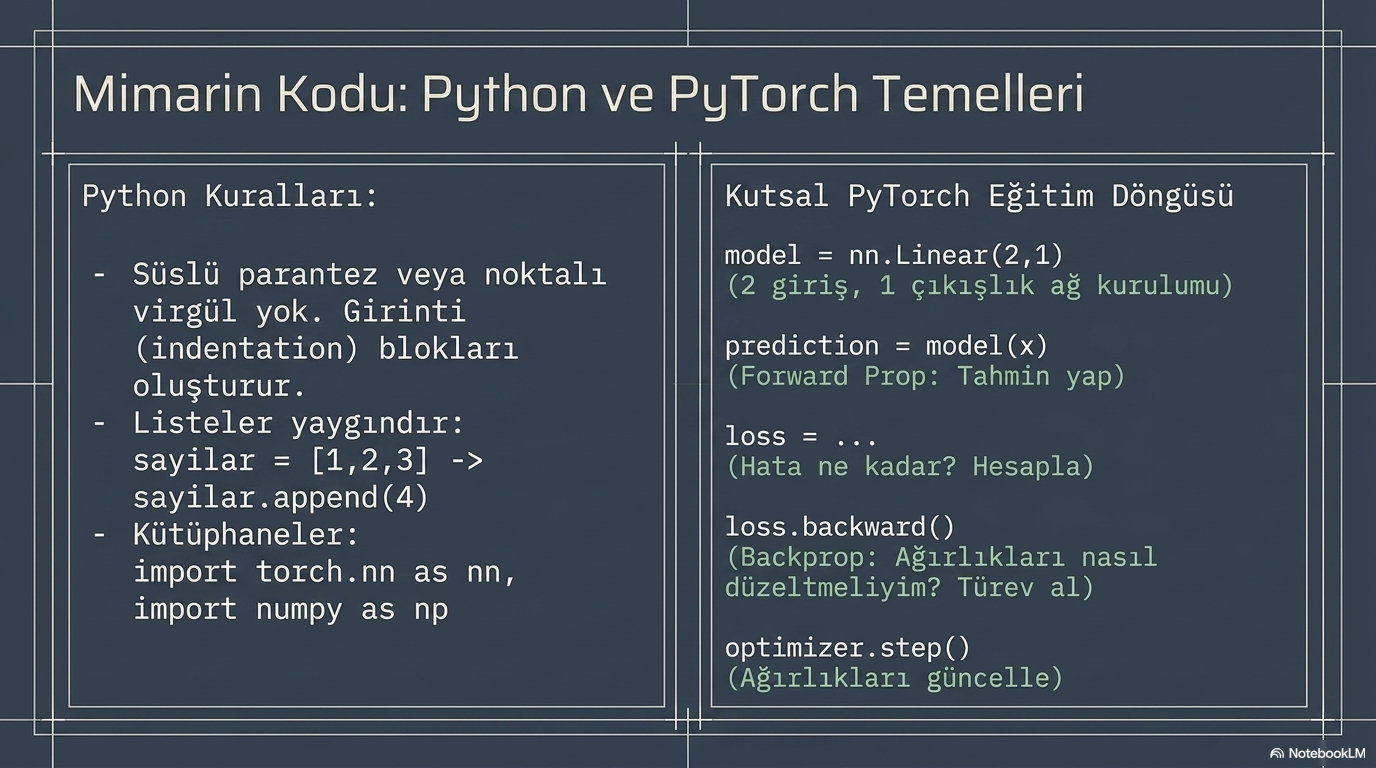 Mimarin Kodu: Python ve PyTorch Temelleri
Python Kuralları:
- Süslü parantez veya noktalı
virgül yok. Girinti
(indentation) blokları
oluşturur.
- Listeler yaygındır:
sayilar = [1,2,3] ->
sayilar.append(4)
- Kütüphaneler:
import torch.nn as nn,
import numpy as np
Kutsal PyTorch Eğitim Döngüsü
model = nn.Linear(2,1)
(2 giriş, 1 çıkışlık ağ kurulumu)
prediction = model(x)
(Forward Prop: Tahmin yap)
loss = ...
(Hata ne kadar? Hesapla)
loss.backward()
(Backprop: Ağırlıkları nasıl
düzeltmeliyim? Türev al)
optimizer.step()
(Ağırlıkları güncelle)
NotebookLM